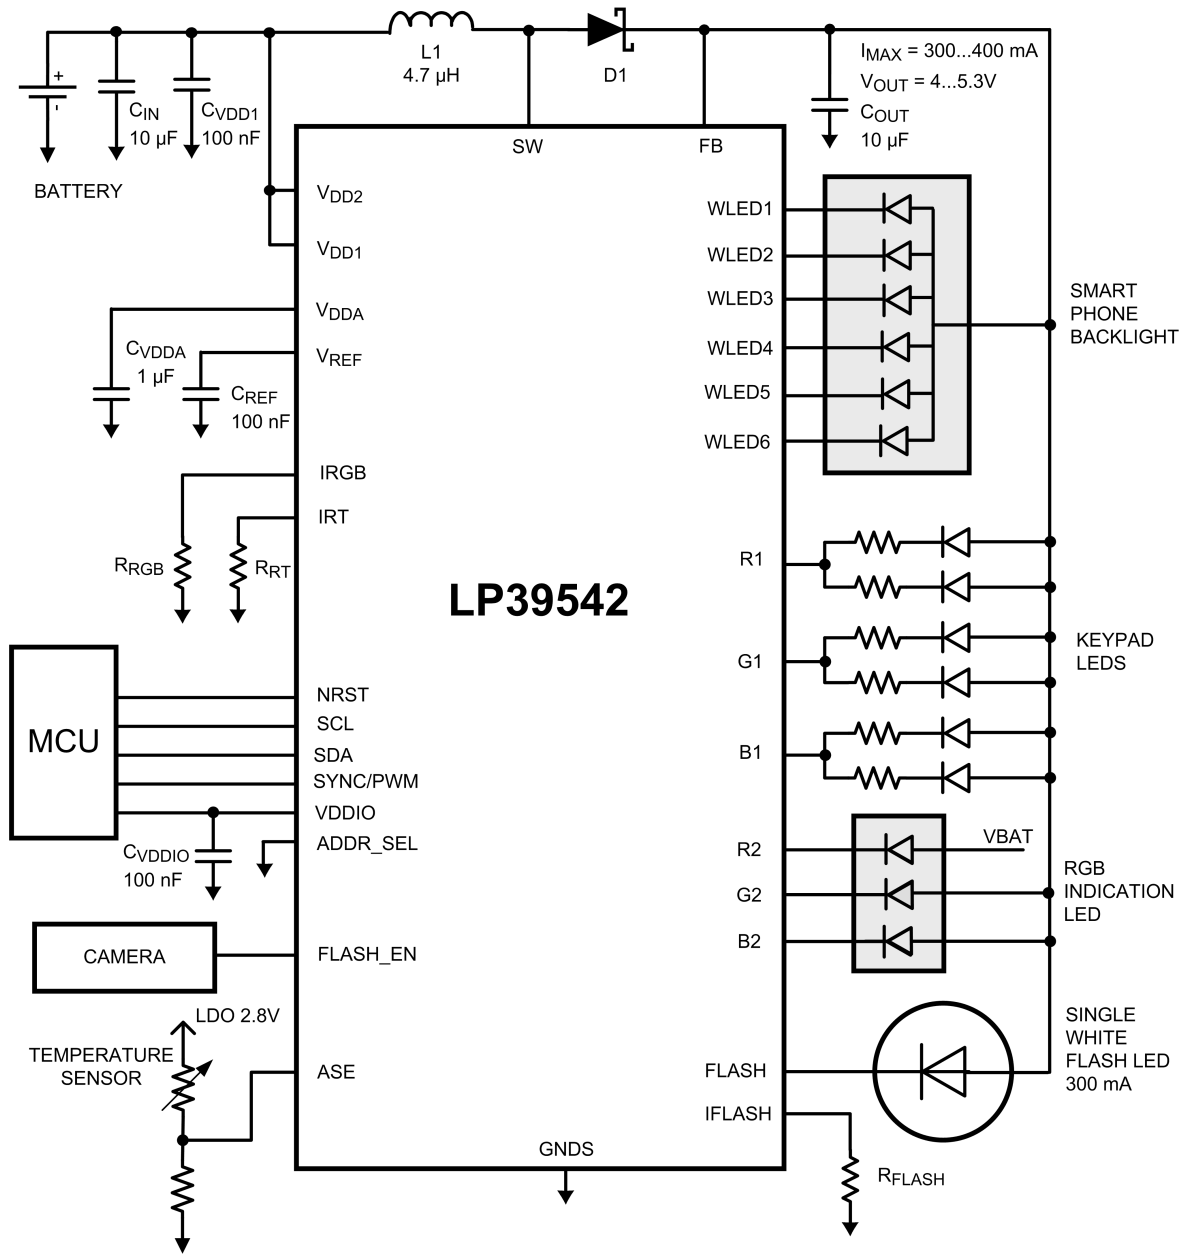 L1
4.7 µH
D1
IMAX = 300...400 mA
VOUT = 4...5.3V
COUT
10 µF
+
-
CIN
10 µF
CVDD1
100 nF
BATTERY
SW
FB
VDD2
VDD1
VDDA
VREF
CVDDA
1 µF
CREF
100 nF
IRGB
IRT
RRGB
RRT
LP39542
WLED1
WLED2
WLED3
WLED4
WLED5
WLED6
SMART
PHONE
BACKLIGHT
R1
G1
B1
KEYPAD
LEDS
MCU
NRST
SCL
SDA
SYNC/PWM
VDDIO
ADDR_SEL
CVDDIO
100 nF
R2
G2
B2
VBAT
RGB
INDICATION
LED
CAMERA
FLASH_EN
LDO 2.8V
TEMPERATURE
SENSOR
ASE
FLASH
IFLASH
SINGLE
WHITE
FLASH LED
300 mA
GNDS
RFLASH